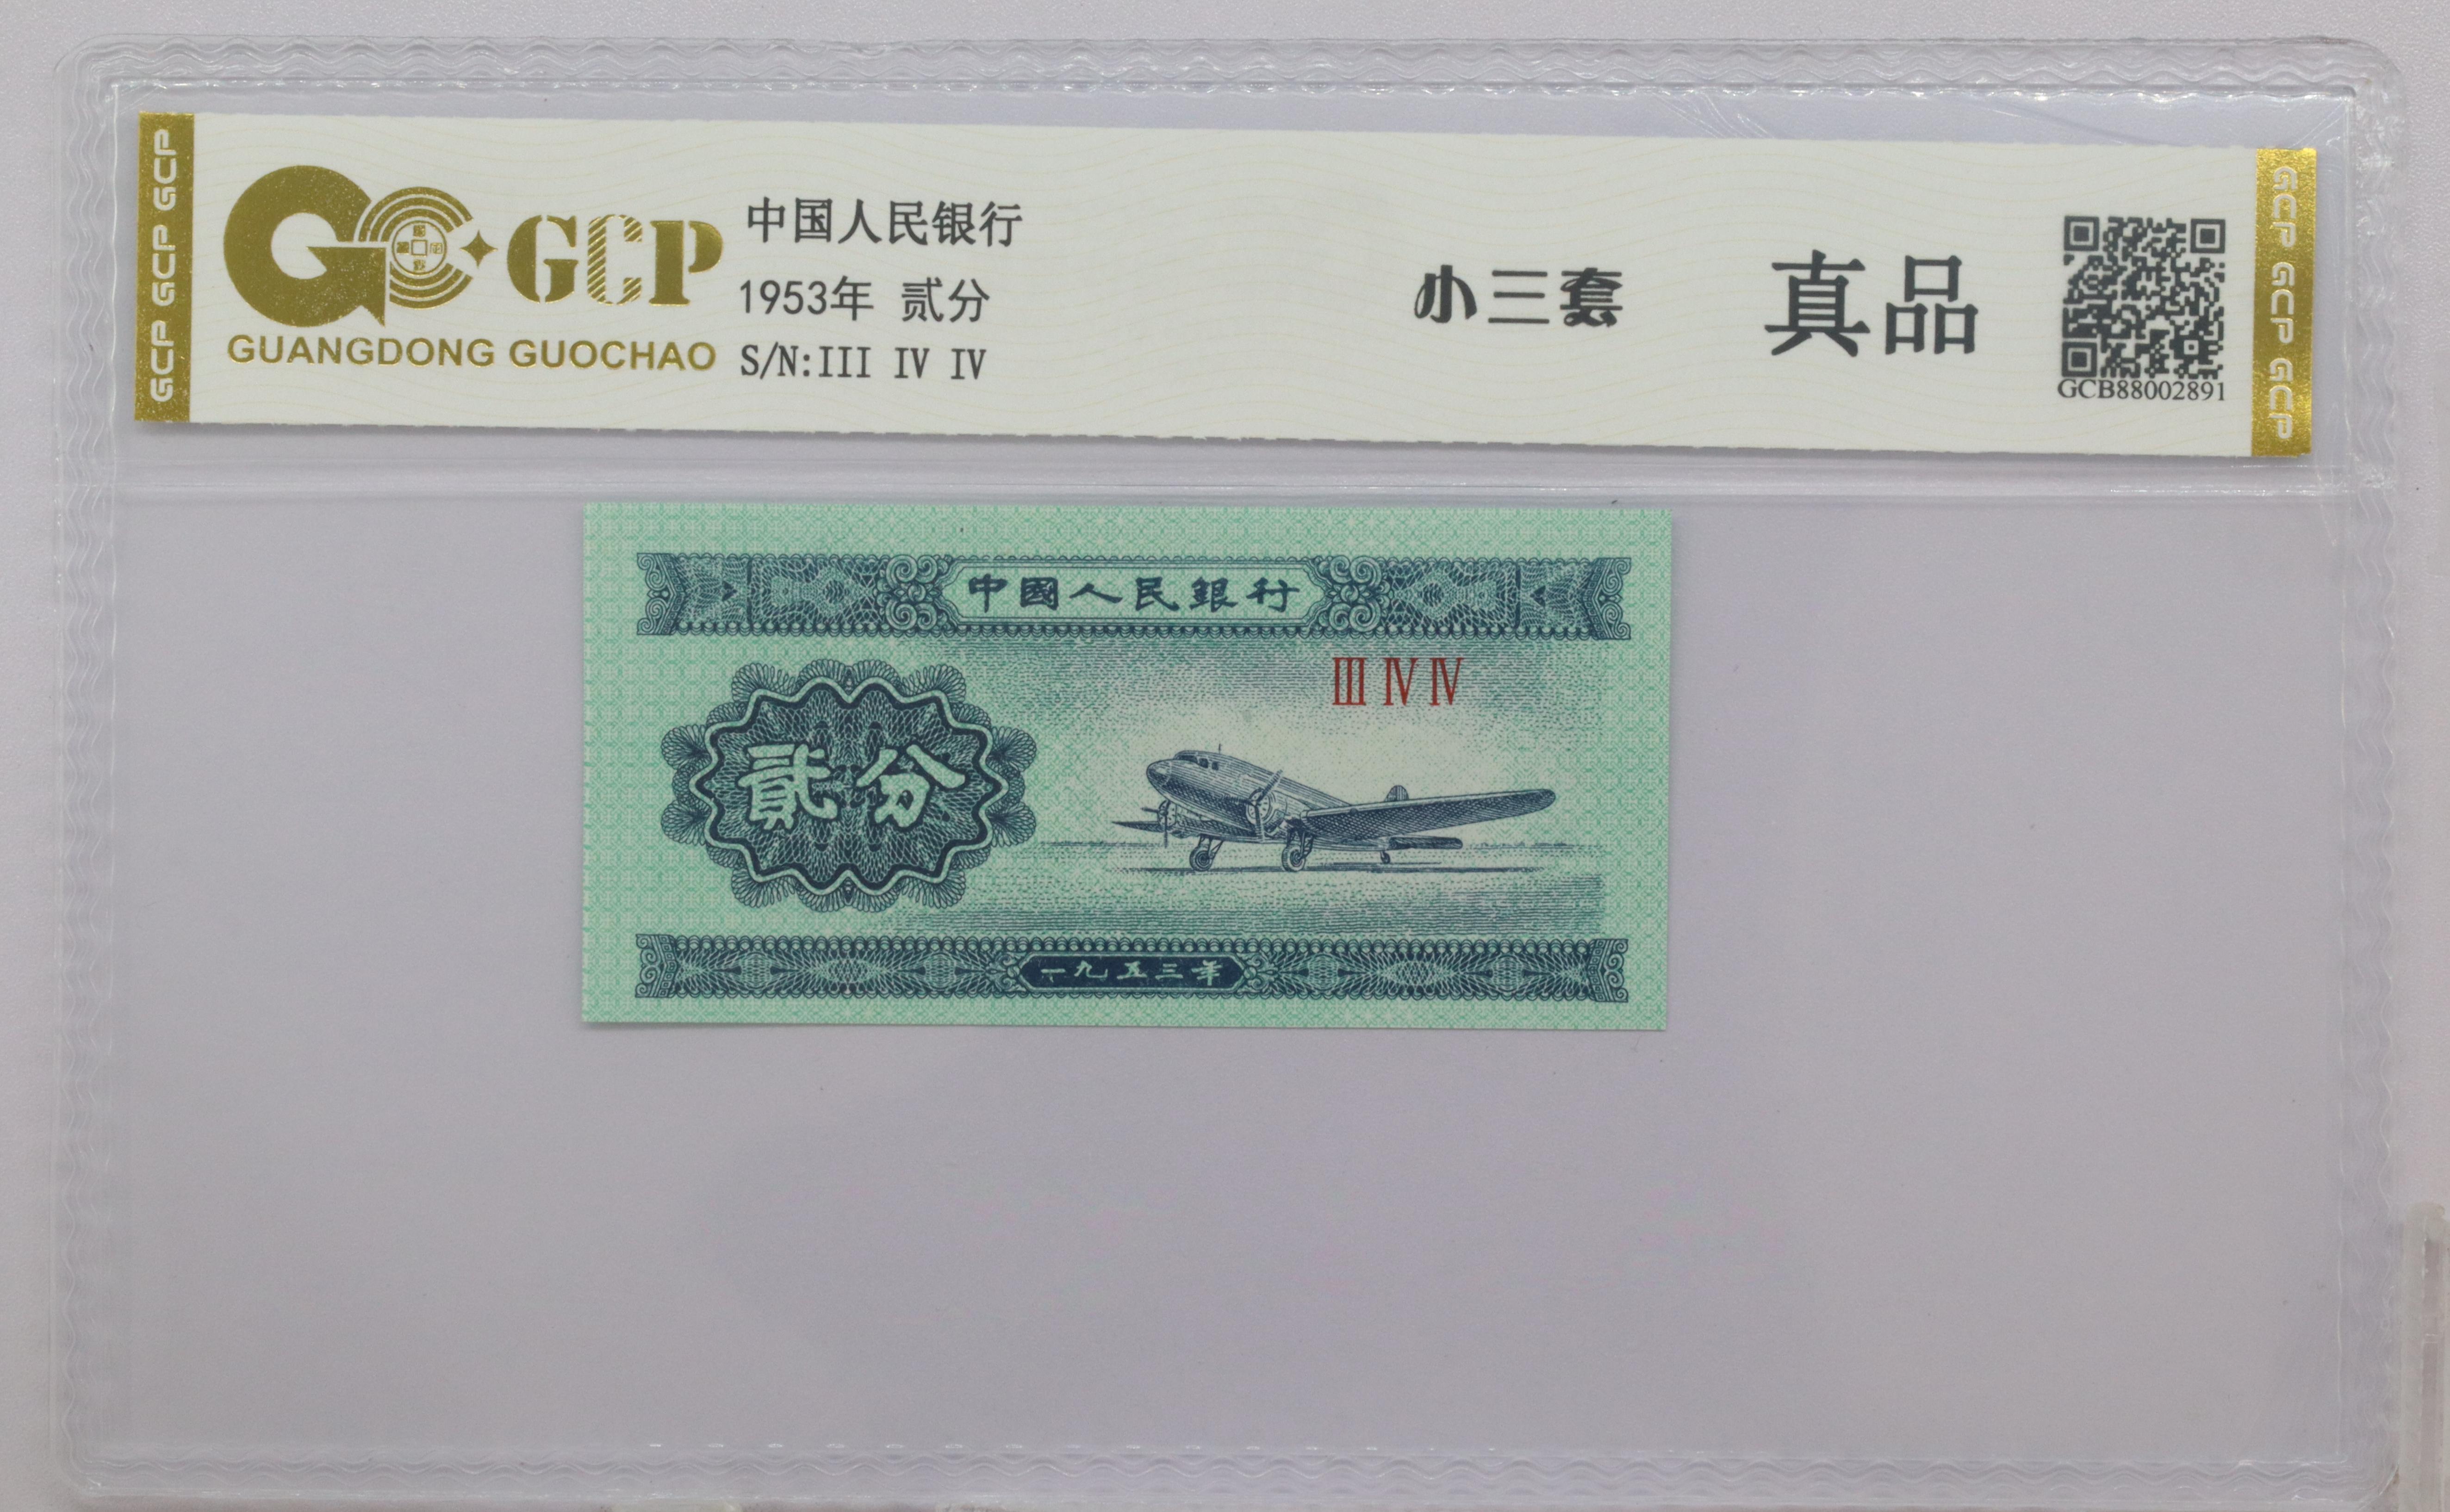 GCP GCP GCP
GCP
GUANGDONG GUOCHAO
中国人民银行
1953年 贰分
S/N:III IV IV
小三套
真品
GCB88002891
GCP GCP GCP
中國人民銀行
III IV IV
貳分
一九五三年